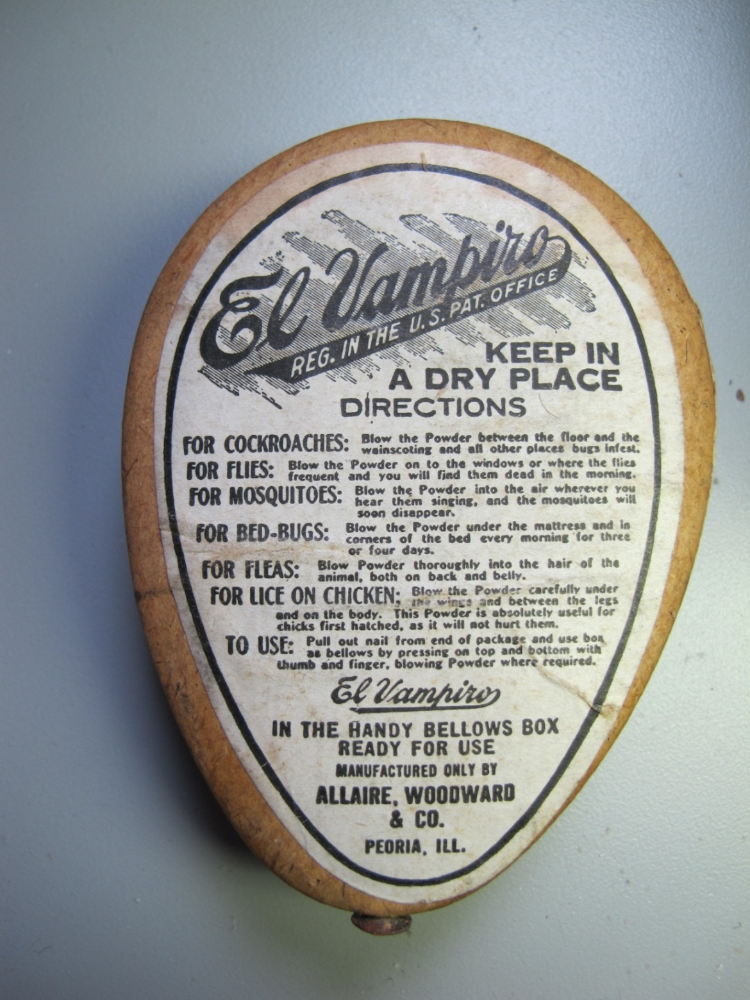 El Vampiro
REG. IN THE U.S. PAT. OFFICE
KEEP IN
A DRY PLACE
DIRECTIONS
FOR COCKROACHES: Blow the Powder between the floor and the
wainscoting and all other places bugs infest.
FOR FLIES: Blow the Powder on to the windows or where the flies
frequent and you will find them dead in the morning.
FOR MOSQUITOES: Blow the Powder into the air wherever you
hear them singing, and the mosquitoes will
soon disappear.
FOR BED-BUGS: Blow the Powder under the mattress and in
corners of the bed every morning for three
or four days.
FOR FLEAS: Blow Powder thoroughly into the hair of the
animal, both on back and belly.
FOR LICE ON CHICKEN: Blow the Powder carefully under
the wings and between the legs
and on the body. This Powder is absolutely useful for
chicks first hatched, as it will not hurt them.
TO USE: Pull out nail from end of package and use box
as bellows by pressing on top and bottom with
thumb and finger, blowing Powder where required.
El Vampiro
IN THE HANDY BELLOWS BOX
READY FOR USE
MANUFACTURED ONLY BY
ALLAIRE, WOODWARD
& CO.
PEORIA, ILL.